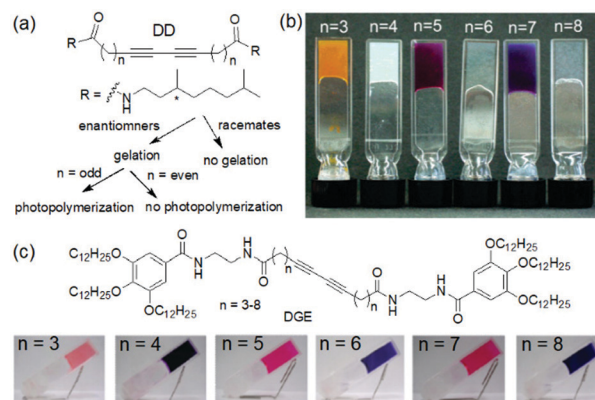 (a)
DD
R
O
O
R
n
n
R =
N
H
*
enantiomners
racemates
gelation
no gelation
n = odd
n = even
photopolymerization
no photopolymerization
(b)
n=3 n=4 n=5 n=6 n=7 n=8
(c)
C12H25O
C12H25O
OC12H25
O
N
H
H
N
O
n
n
n = 3-8
DGE
O
N
H
H
N
O
OC12H25
OC12H25
OC12H25
n = 3
n = 4
n = 5
n = 6
n = 7
n = 8